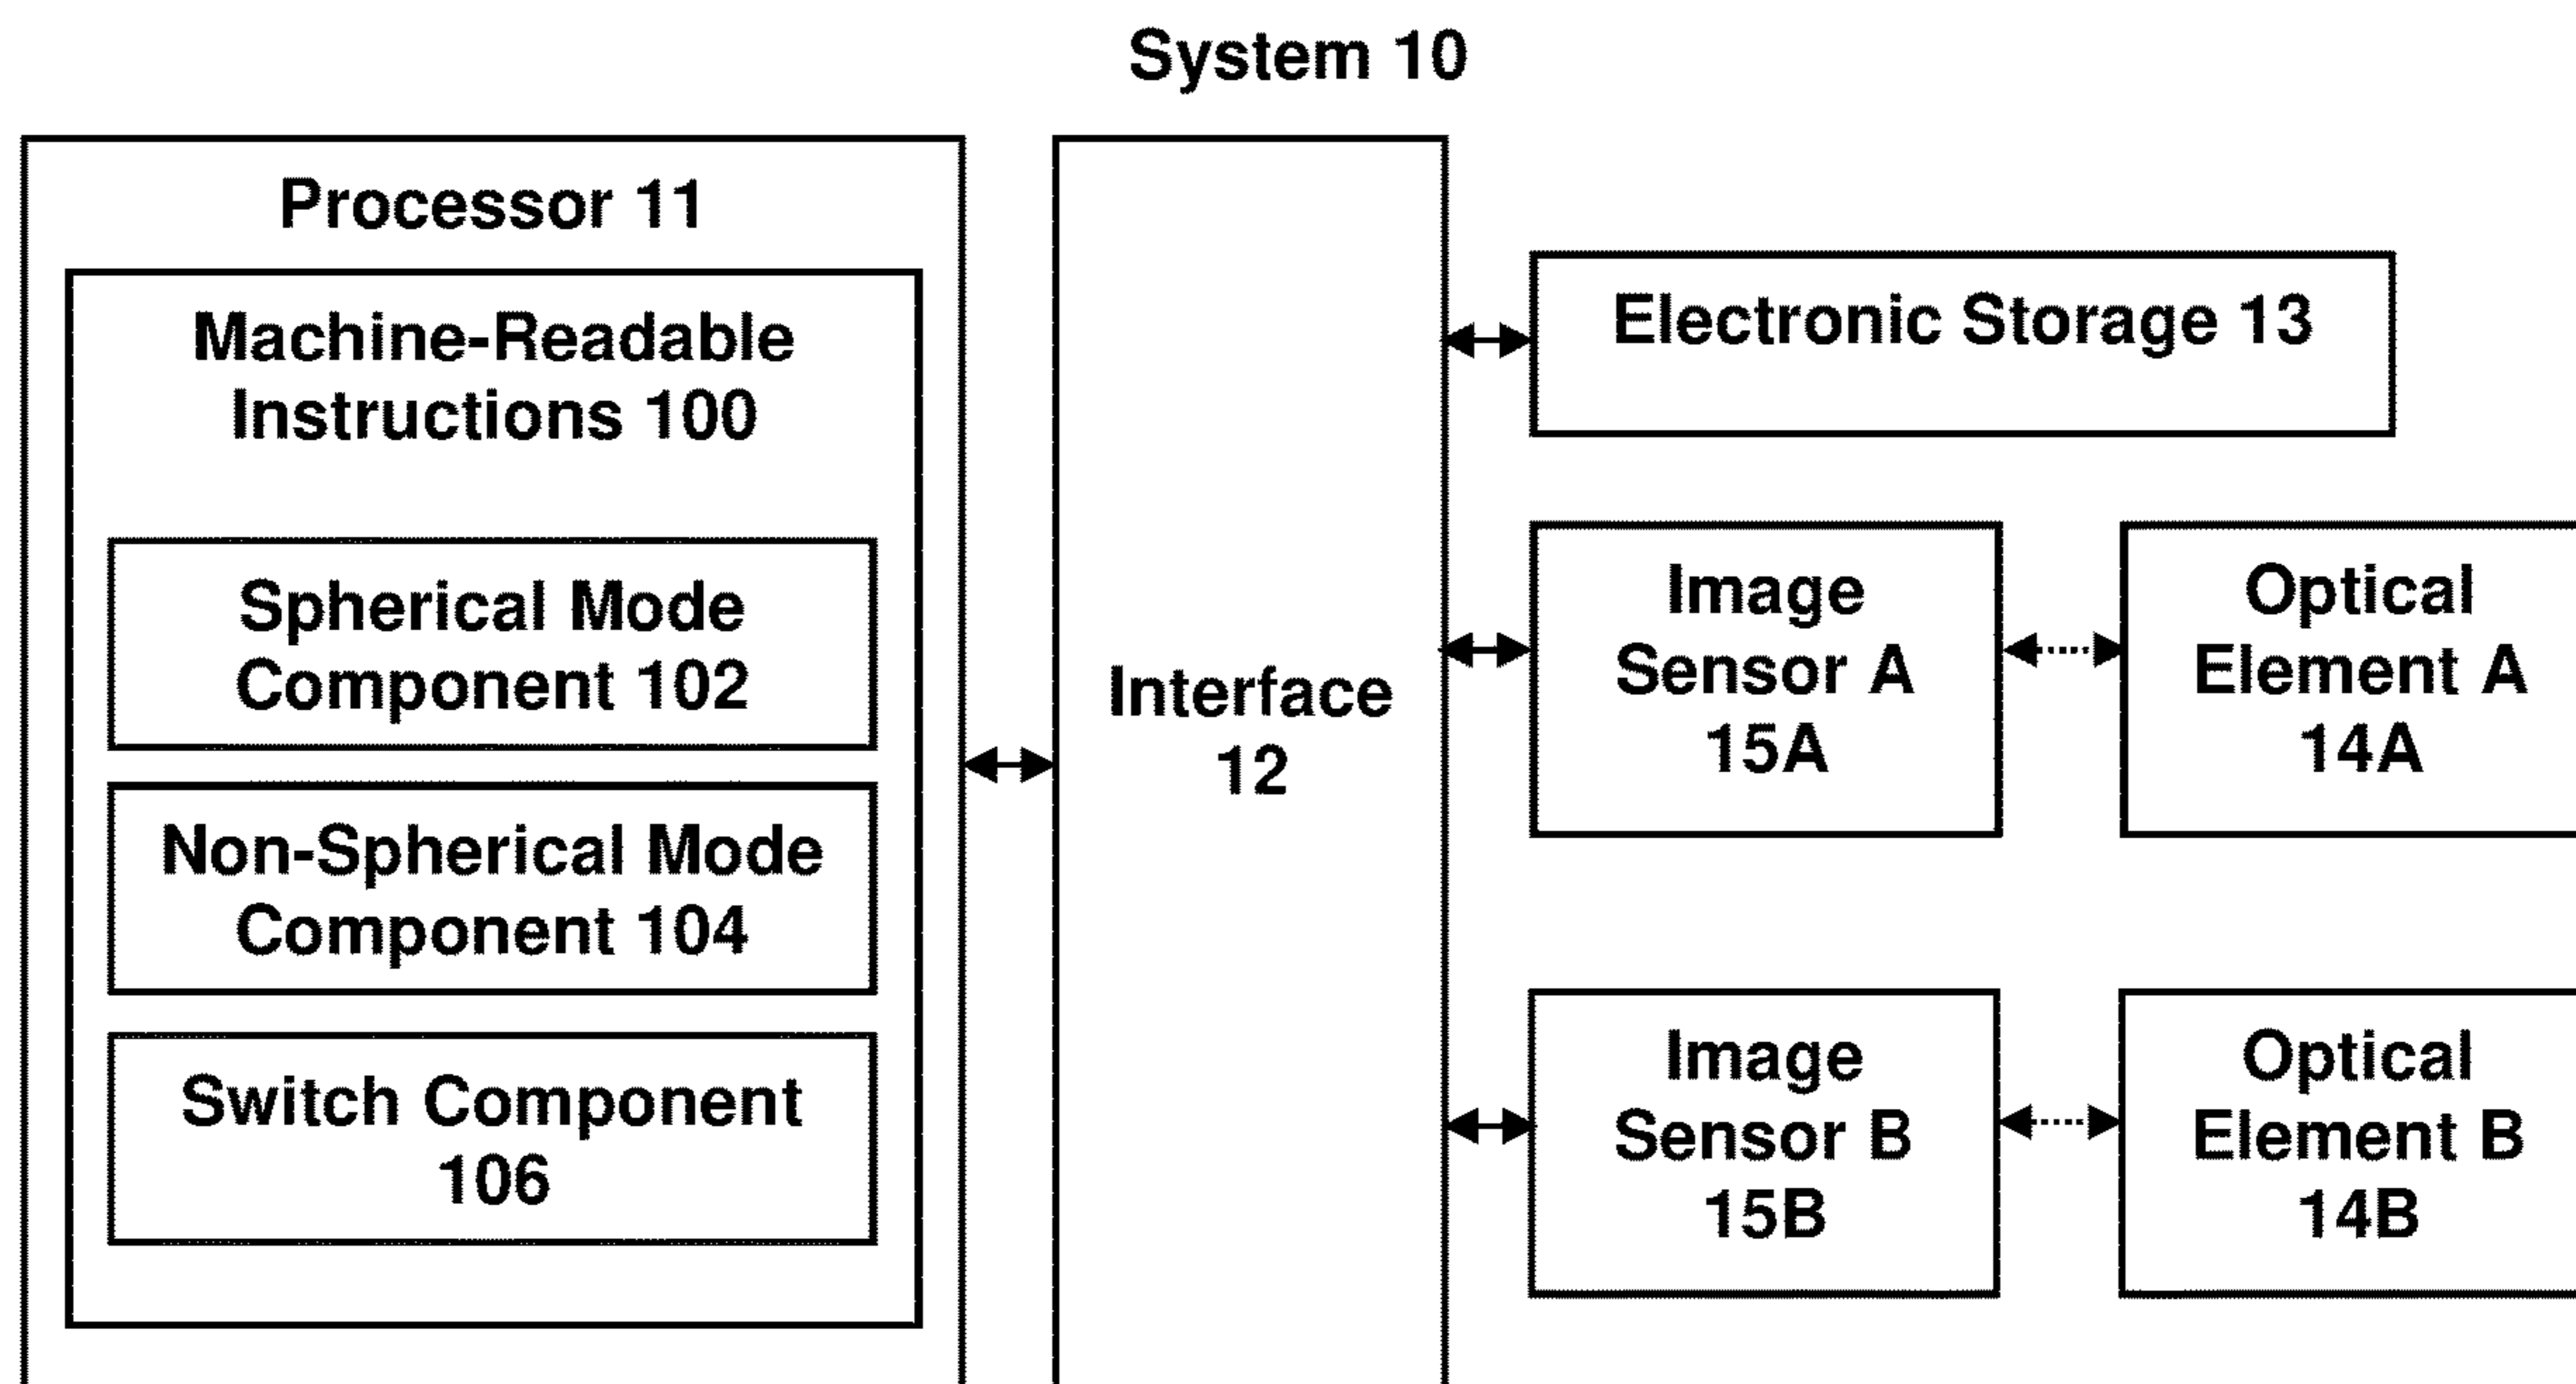 System 10
Processor 11
Machine-Readable
Instructions 100
Spherical Mode
Component 102
Non-Spherical Mode
Component 104
Switch Component
106
Interface
12
Electronic Storage 13
Image
Sensor A
15A
Optical
Element A
14A
Image
Sensor B
15B
Optical
Element B
14B